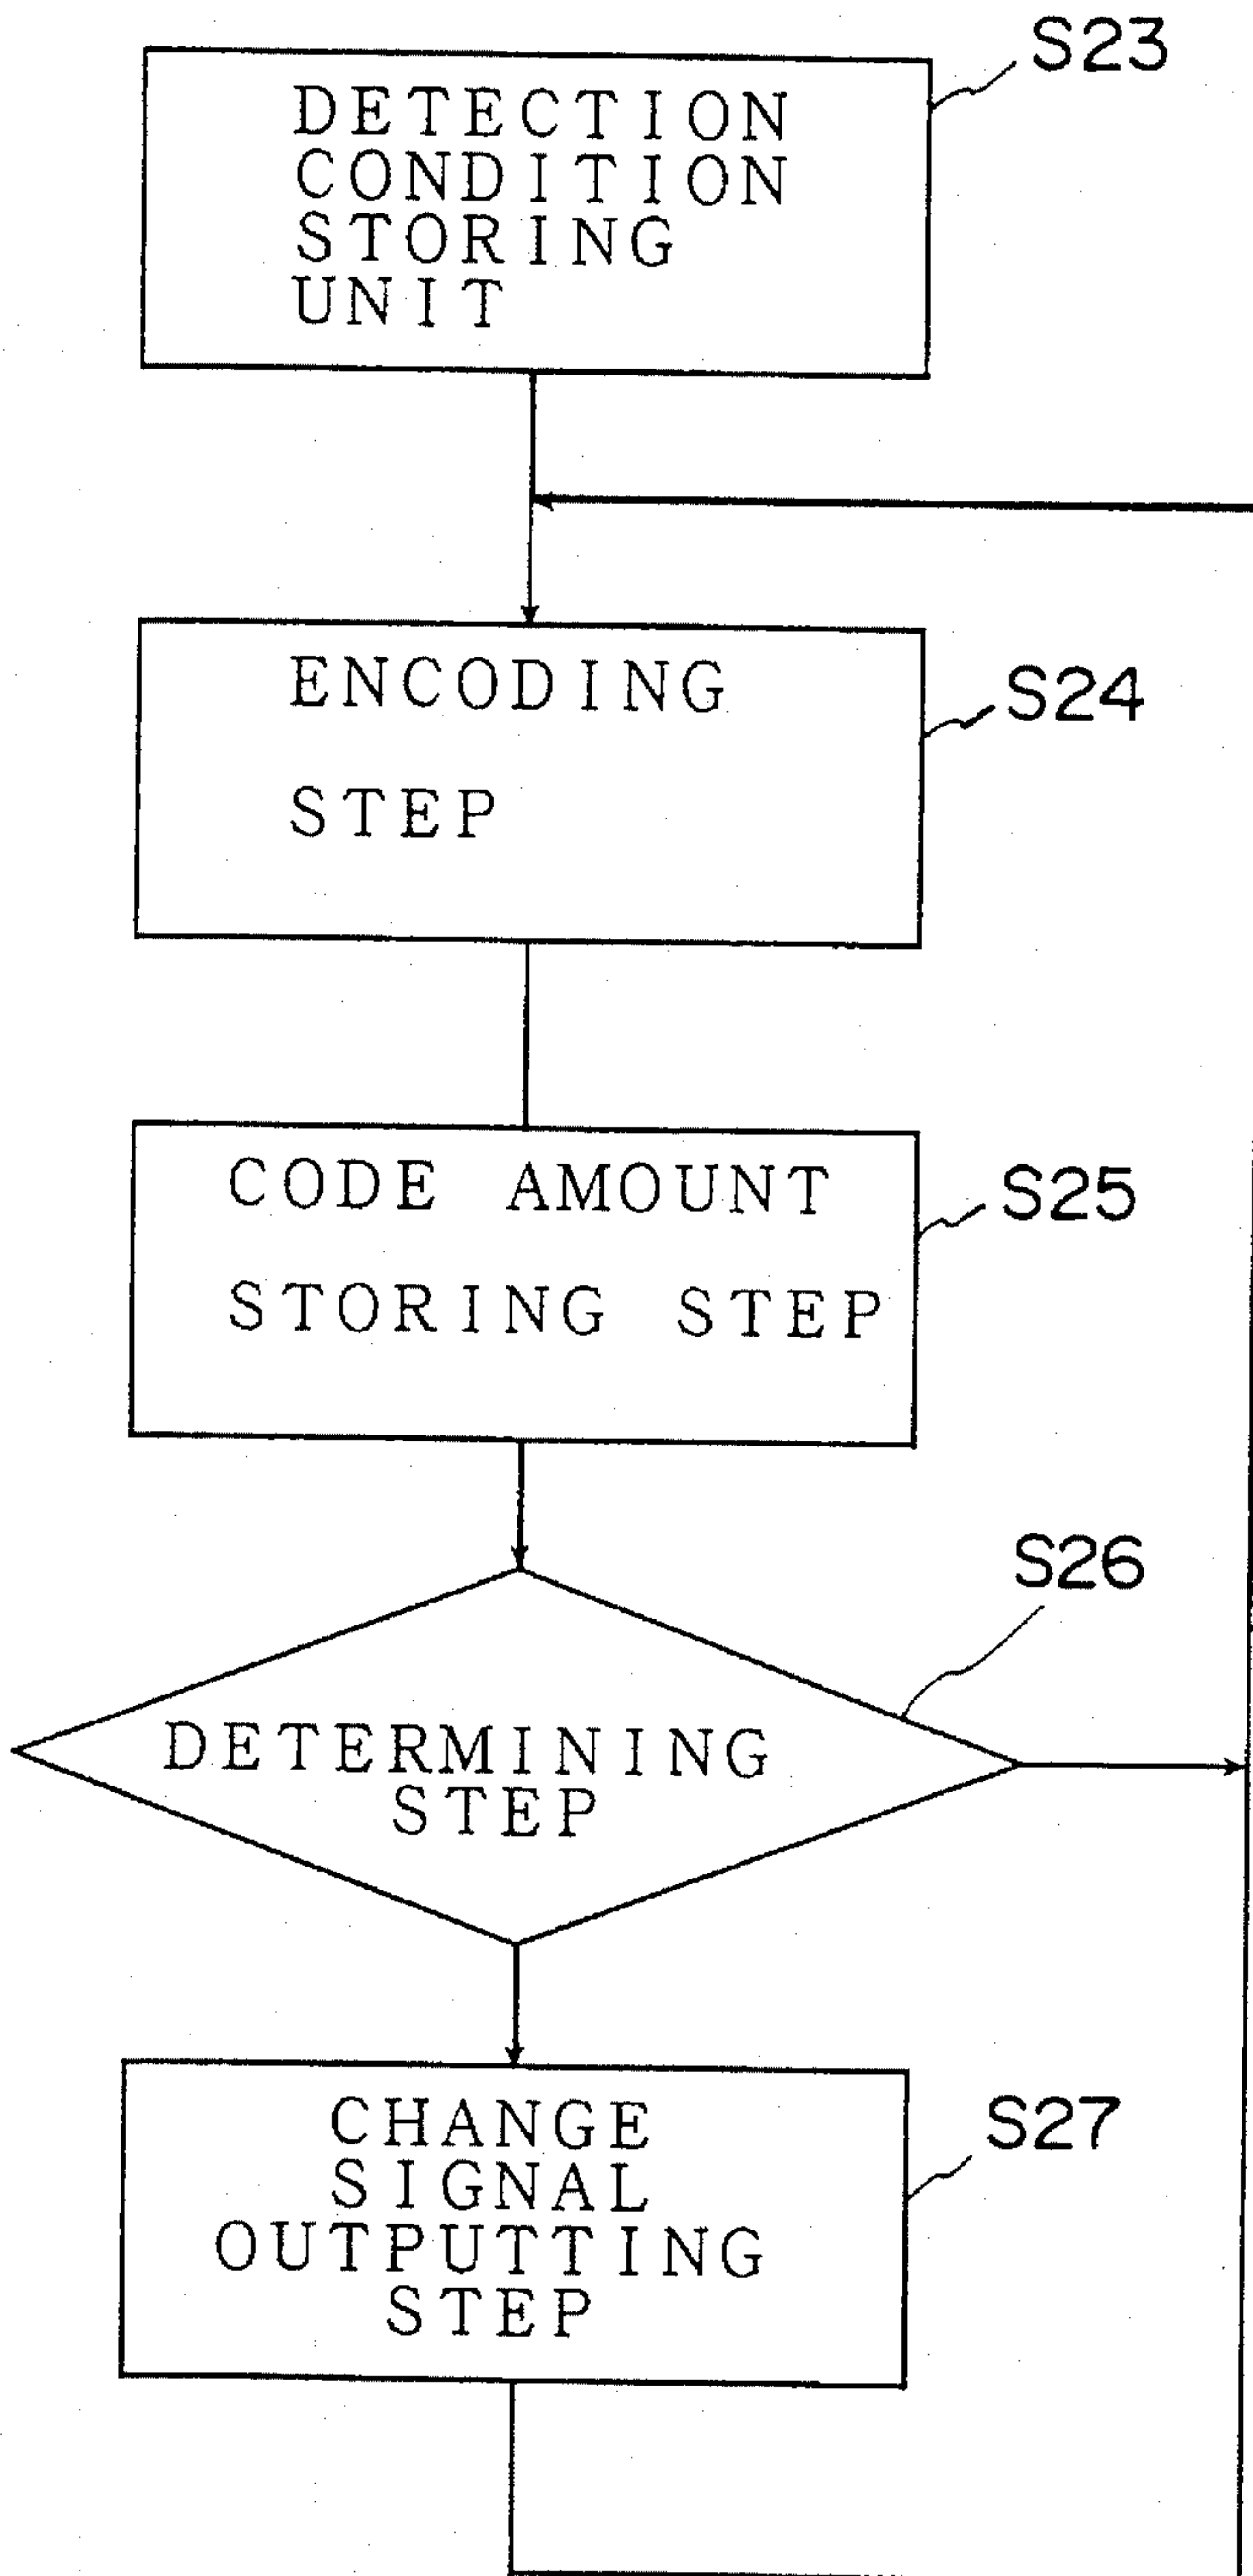 S23
DETECTION
CONDITION
STORING
UNIT
ENCODING
S24
STEP
CODE AMOUNT
S25
STORING STEP
S26
DETERMINING
STEP
CHANGE
S27
SIGNAL
OUTPUTTING
STEP